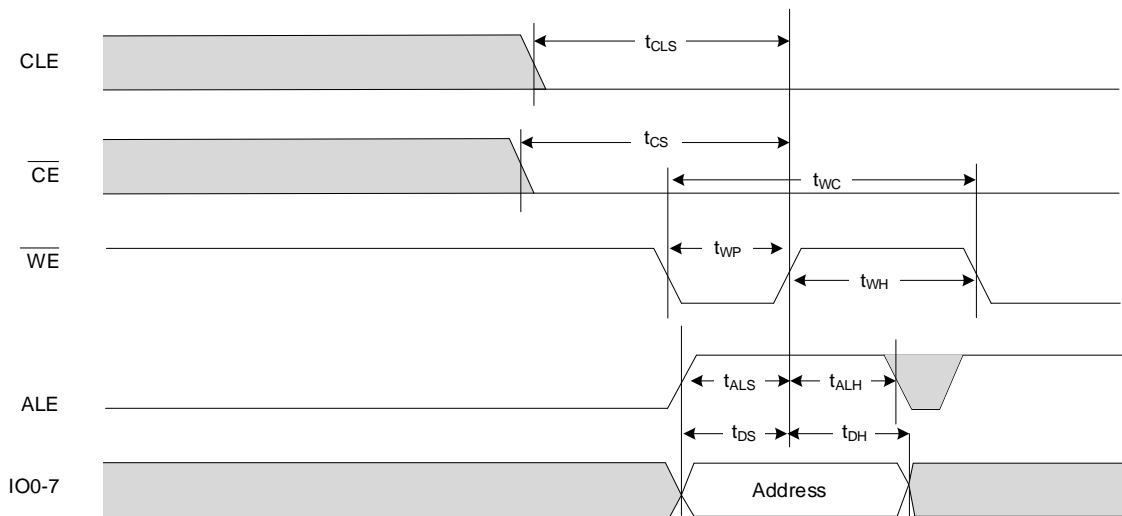 CLE
tCLS
CE
tCS
tWC
WE
tWP
tWH
ALE
tALS
tALH
tDS
tDH
IO0-7
Address